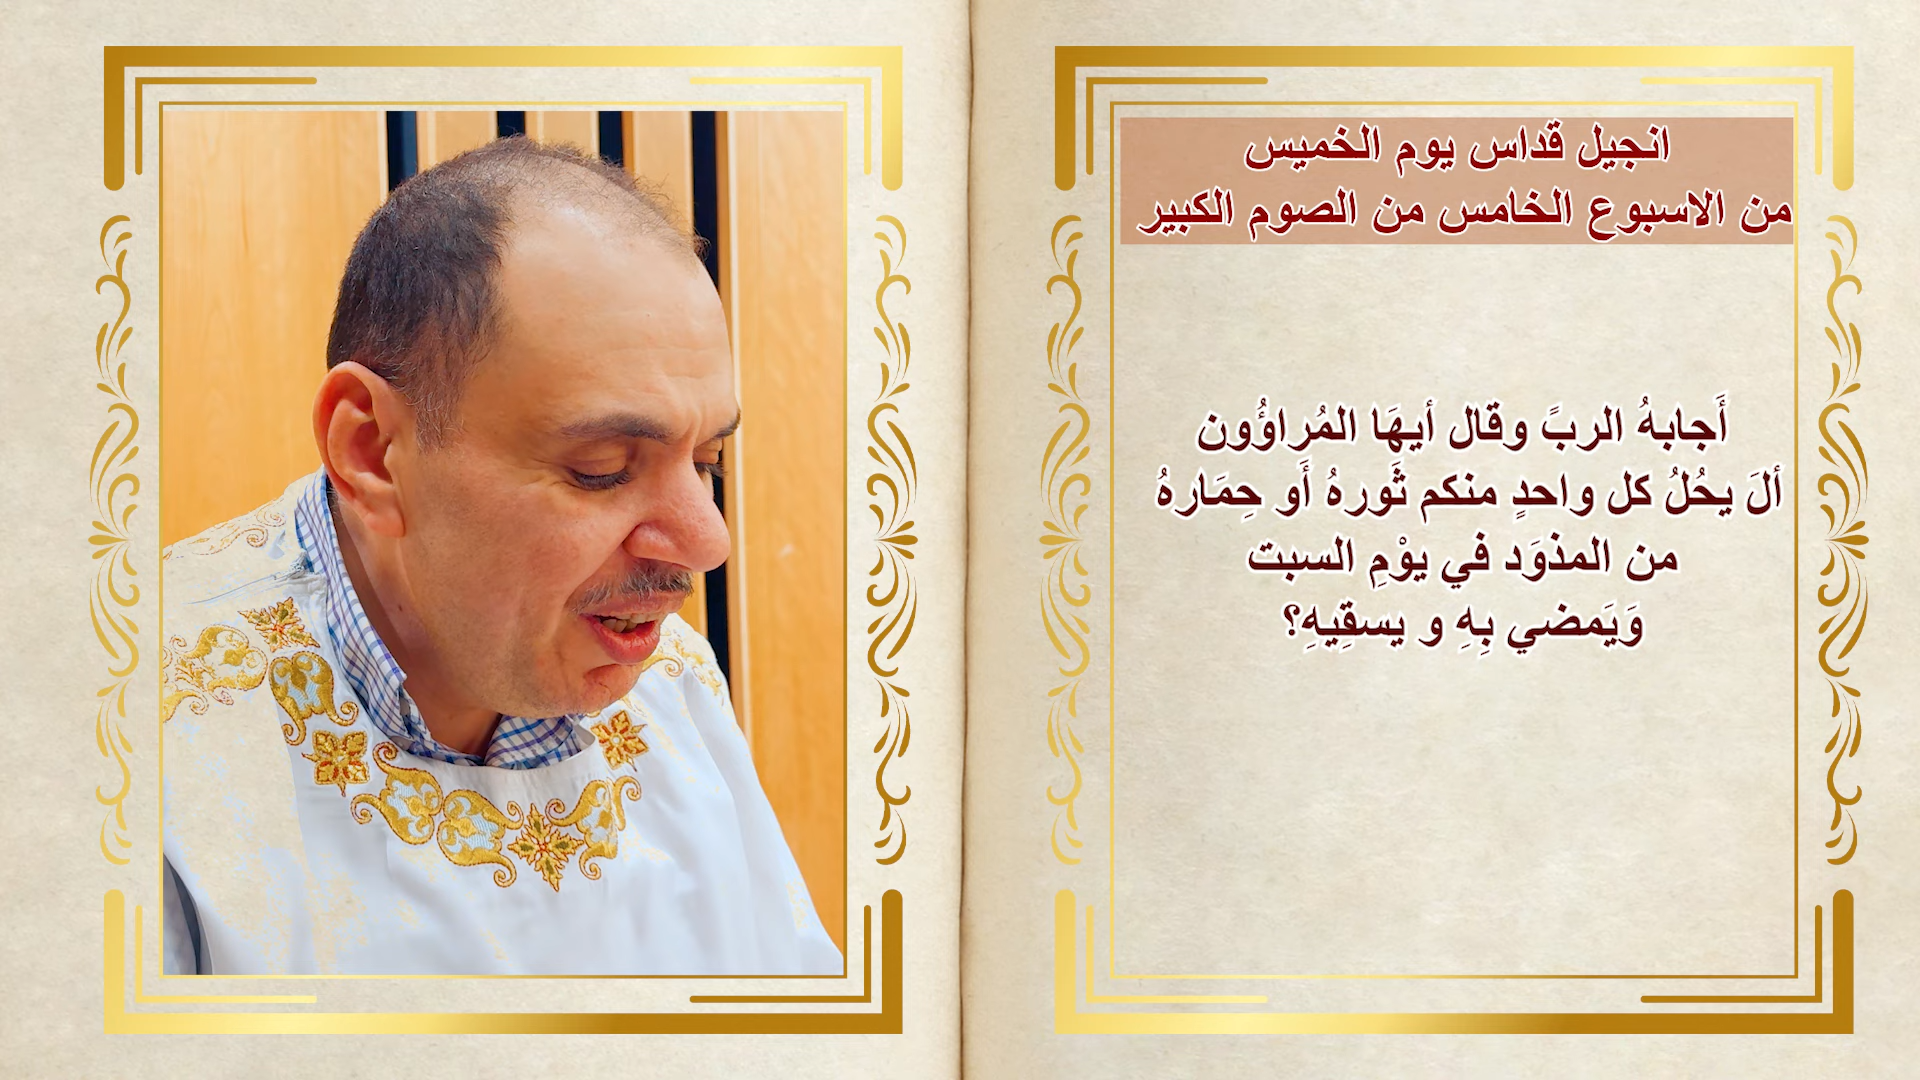 انجيل قداس يوم الخميس
من الاسبوع الخامس من الصوم الكبير
أَجابهُ الربً وقال أيهَا المُراؤُون
ألَ يحُلُ كل واحدٍ منكم ثَورهُ أَو حِمَارهُ
من المذوَد في يوْمِ السبت
وَيَمضي بِهِ و يسقِيهِ؟